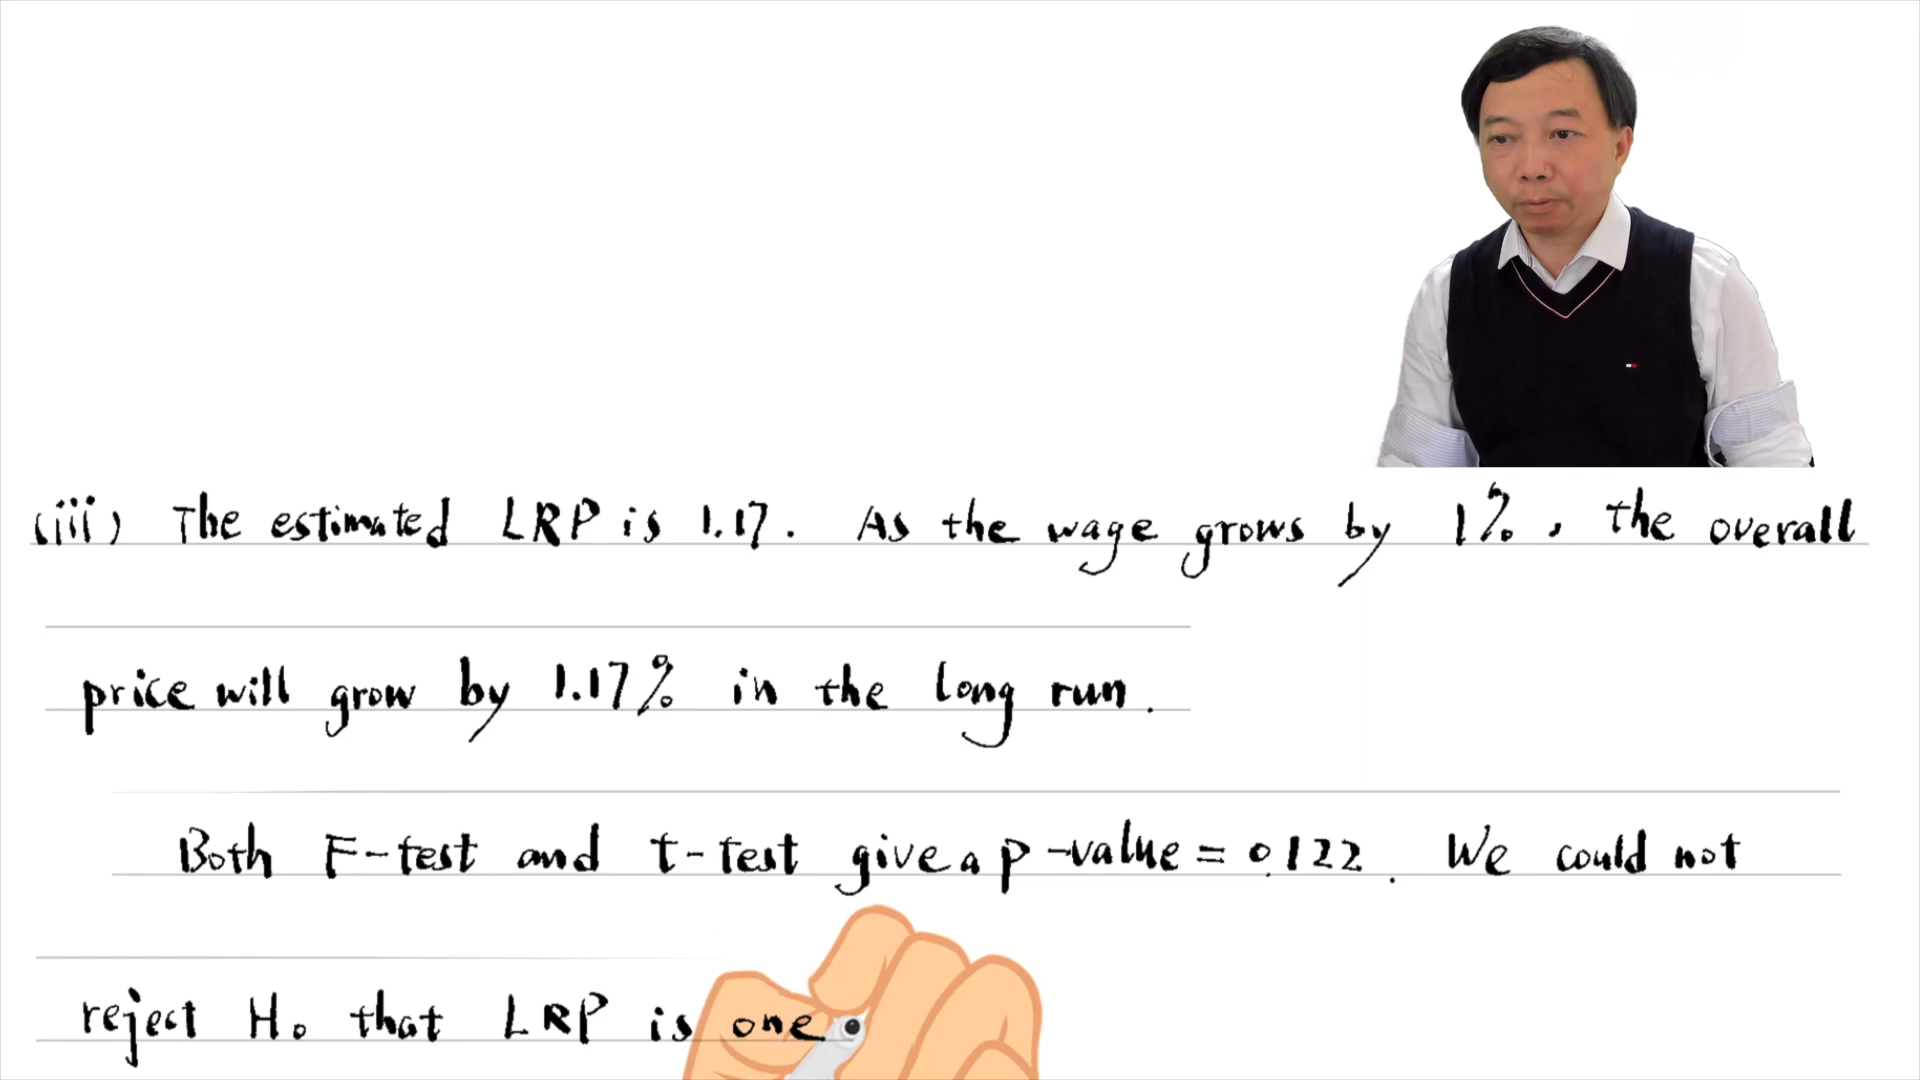 (iii) The estimated LRP is 1.17. As the wage grows by 1%, the overall
price will grow by 1.17% in the long run.
Both F-test and t-test give a p-value = 0.122. We could not
reject H₀ that LRP is one